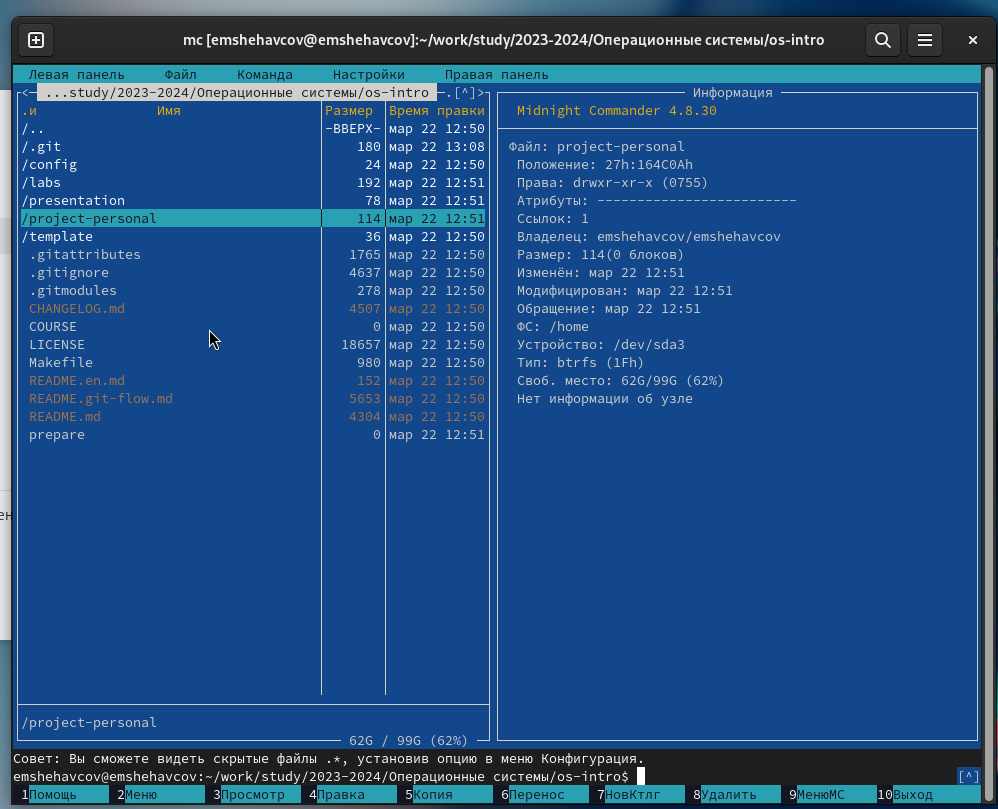 mc [emshehavcov@emshehavcov]:~/work/study/2023-2024/Операционные системы/os-intro
Левая панель Файл Команда Настройки Правая панель
<— ...study/2023-2024/Операционные системы/os-intro —.[^]>
.и Имя Размер Время правки
/.. -ВВЕРХ- мар 22 12:50
/.git 180 мар 22 13:08
/config 24 мар 22 12:50
/labs 192 мар 22 12:51
/presentation 78 мар 22 12:51
/project-personal 114 мар 22 12:51
/template 36 мар 22 12:50
.gitattributes 1765 мар 22 12:50
.gitignore 4637 мар 22 12:50
.gitmodules 278 мар 22 12:50
CHANGELOG.md 4507 мар 22 12:50
COURSE 0 мар 22 12:50
LICENSE 18657 мар 22 12:50
Makefile 980 мар 22 12:50
README.en.md 152 мар 22 12:50
README.git-flow.md 5653 мар 22 12:50
README.md 4304 мар 22 12:50
prepare 0 мар 22 12:51
/project-personal
62G / 99G (62%)
Информация
Midnight Commander 4.8.30
Файл: project-personal
Положение: 27h:164C0Ah
Права: drwxr-xr-x (0755)
Атрибуты: -------------------------
Ссылок: 1
Владелец: emshehavcov/emshehavcov
Размер: 114(0 блоков)
Изменён: мар 22 12:51
Модифицирован: мар 22 12:51
Обращение: мар 22 12:51
ФС: /home
Устройство: /dev/sda3
Тип: btrfs (1Fh)
Своб. место: 62G/99G (62%)
Нет информации об узле
Совет: Вы сможете видеть скрытые файлы .*, установив опцию в меню Конфигурация.
emshehavcov@emshehavcov:~/work/study/2023-2024/Операционные системы/os-intro$ [^]
1Помощь 2Меню 3Просмотр 4Правка 5Копия 6Перенос 7НовКтлг 8Удалить 9МенюМС 10Выход